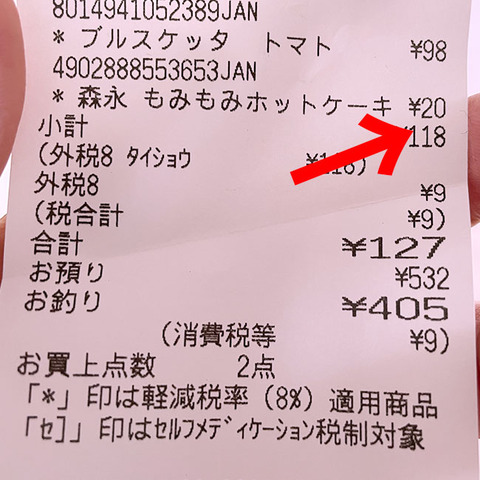 8014941052389JAN
* ブルスケッタ トマト ¥98
4902888553653JAN
* 森永 もみもみホットケーキ ¥20
小計 ¥118
(外税8 タイショウ ¥118)
外税8 ¥9
(税合計 ¥9)
合計 ¥127
お預り ¥532
お釣り ¥405
(消費税等 ¥9)
お買上点数 2点
「*」印は軽減税率(8%)適用商品
「セ]」印はセルフメディケーション税制対象